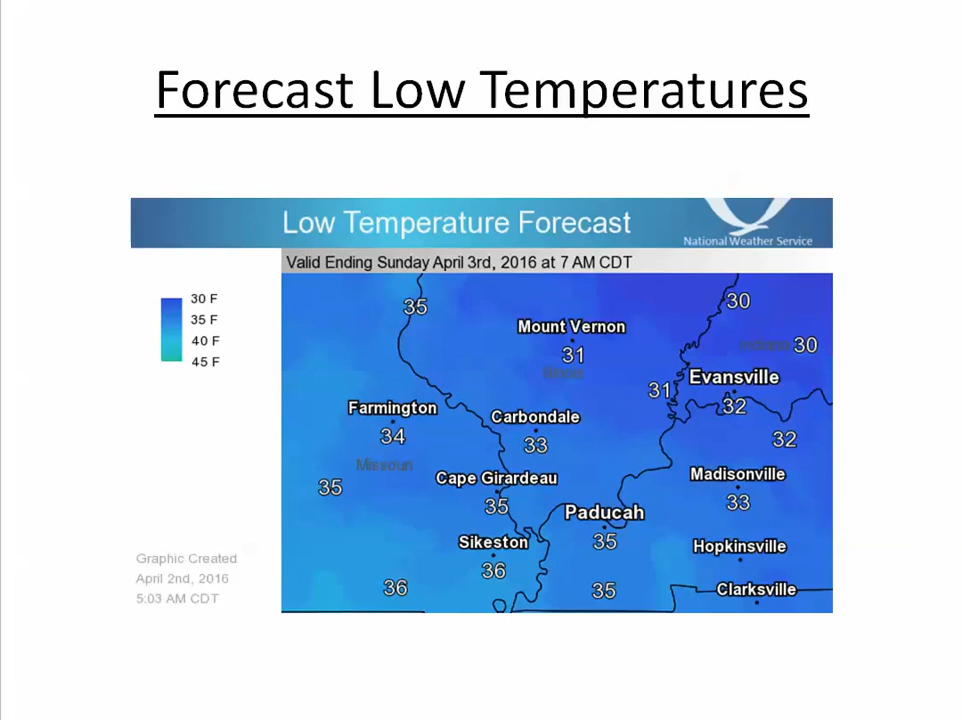 Forecast Low Temperatures
Low Temperature Forecast
National Weather Service
Valid Ending Sunday April 3rd, 2016 at 7 AM CDT
30 F
35 F
40 F
45 F
35
30
Mount Vernon
31
Illinois
Indiana 30
Evansville
31
32
Farmington
34
Carbondale
33
32
Missouri
35
Cape Girardeau
35
Madisonville
33
Paducah
35
Sikeston
36
Hopkinsville
36
35
Clarksville
Graphic Created
April 2nd, 2016
5:03 AM CDT